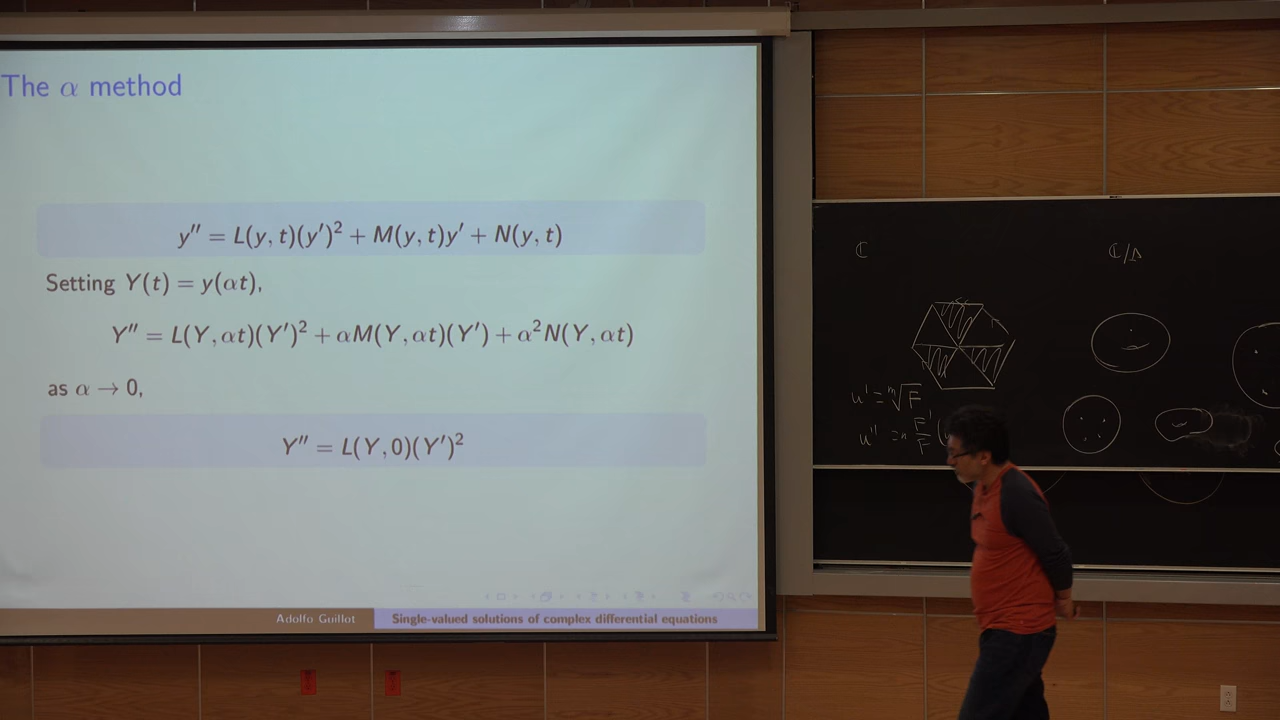 The α method
y″ = L(y, t)(y′)² + M(y, t)y′ + N(y, t)
Setting Y(t) = y(αt),
Y″ = L(Y, αt)(Y′)² + αM(Y, αt)(Y′) + α²N(Y, αt)
as α → 0,
Y″ = L(Y, 0)(Y′)²
Adolfo Guillot
Single-valued solutions of complex differential equations
ℂ
ℂ/Λ
u' = ᵐ√F